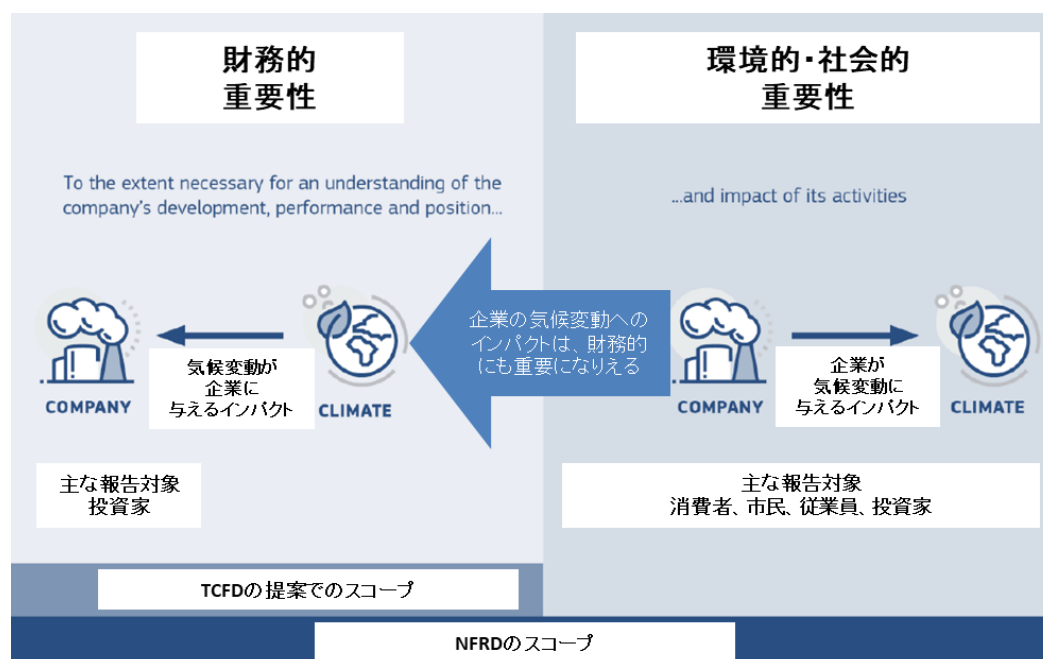 財務的
重要性
環境的・社会的
重要性
To the extent necessary for an understanding of the
company's development, performance and position...
...and impact of its activities
企業の気候変動への
インパクトは、財務的
にも重要になりえる
気候変動が
企業に
与えるインパクト
COMPANY
CLIMATE
企業が
気候変動に
与えるインパクト
COMPANY
CLIMATE
主な報告対象
投資家
主な報告対象
消費者、市民、従業員、投資家
TCFDの提案でのスコープ
NFRDのスコープ